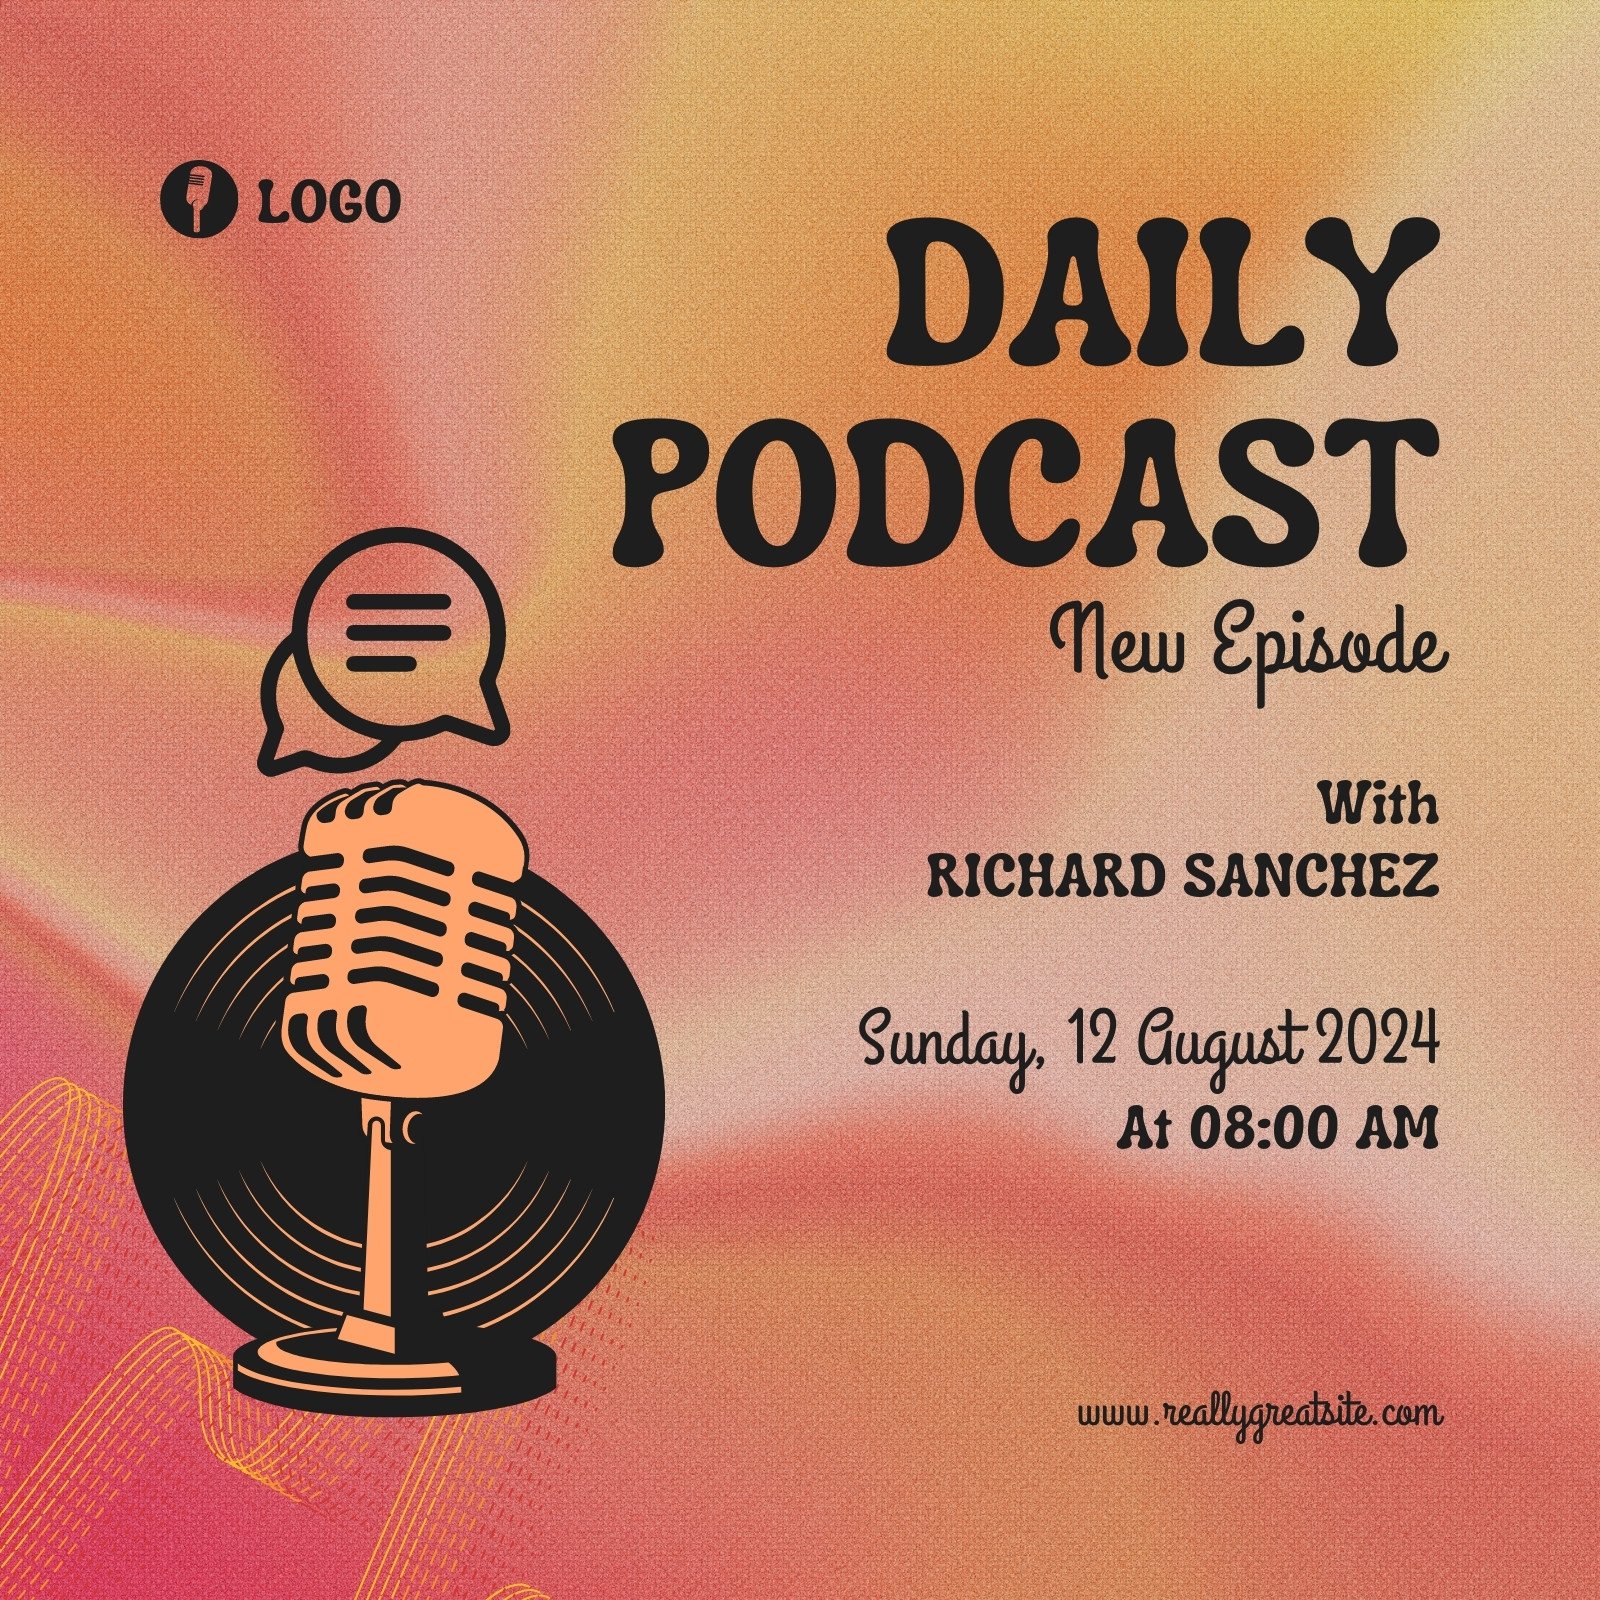 LOGO
DAILY
PODCAST
New Episode
With
RICHARD SANCHEZ
Sunday, 12 August 2024
At 08:00 AM
www.reallygreatsite.com